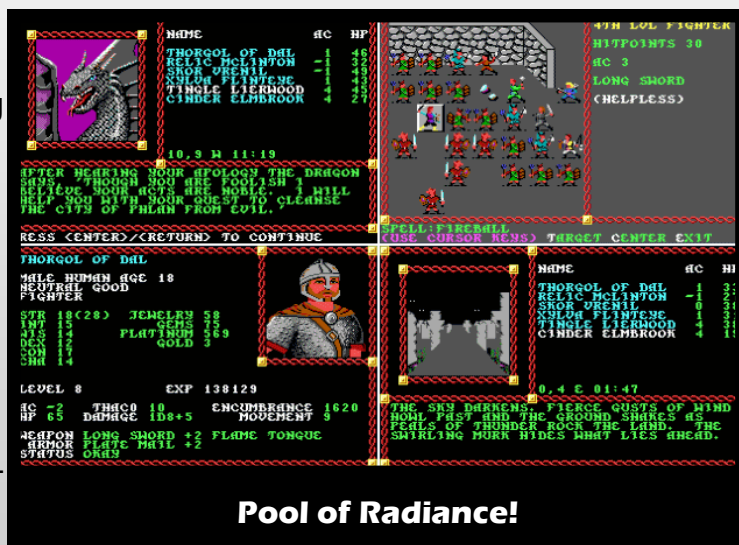 NAME AC HP
THORGOL OF DAL 1 46
RELIC MCLINTON -1 32
SKOR URENIL -1 49
XYLVA FLINTEYE 1 43
TINGLE LIERWOOD 4 45
CINDER ELMBROOK 4 27
10,9 W 11:19
AFTER HEARING YOUR APOLOGY THE DRAGON
SAYS, 'THOUGH YOU ARE FOOLISH I
BELIEVE YOUR ACTS ARE NOBLE. I WILL
HELP YOU WITH YOUR QUEST TO CLEANSE
THE CITY OF PHLAN FROM EVIL.'
RESS <ENTER>/<RETURN> TO CONTINUE
4TH LVL FIGHTER
HITPOINTS 30
AC 3
LONG SWORD
(HELPLESS)
SPELL:FIREBALL
(USE CURSOR KEYS) TARGET CENTER EXIT
THORGOL OF DAL
MALE HUMAN AGE 18
NEUTRAL GOOD
FIGHTER
STR 18(28) JEWELRY 58
INT 15 GEMS 75
WIS 14 PLATINUM 569
DEX 12 GOLD 3
CON 17
CHA 14
LEVEL 8 EXP 138129
AC -2 THAC0 10 ENCUMBRANCE 1620
HP 65 DAMAGE 1D8+5 MOVEMENT 9
WEAPON LONG SWORD +2 FLAME TONGUE
ARMOR PLATE MAIL +2
STATUS OKAY
NAME AC
THORGOL OF DAL 1
RELIC MCLINTON -1
SKOR URENIL 0
XYLVA FLINTEYE 1
TINGLE LIERWOOD 4
CINDER ELMBROOK 4
0,4 E 01:47
THE SKY DARKENS. FIERCE GUSTS OF WIND
HOWL PAST AND THE GROUND SHAKES AS
PEALS OF THUNDER ROCK THE LAND. THE
SWIRLING MURK HIDES WHAT LIES AHEAD.
Pool of Radiance!